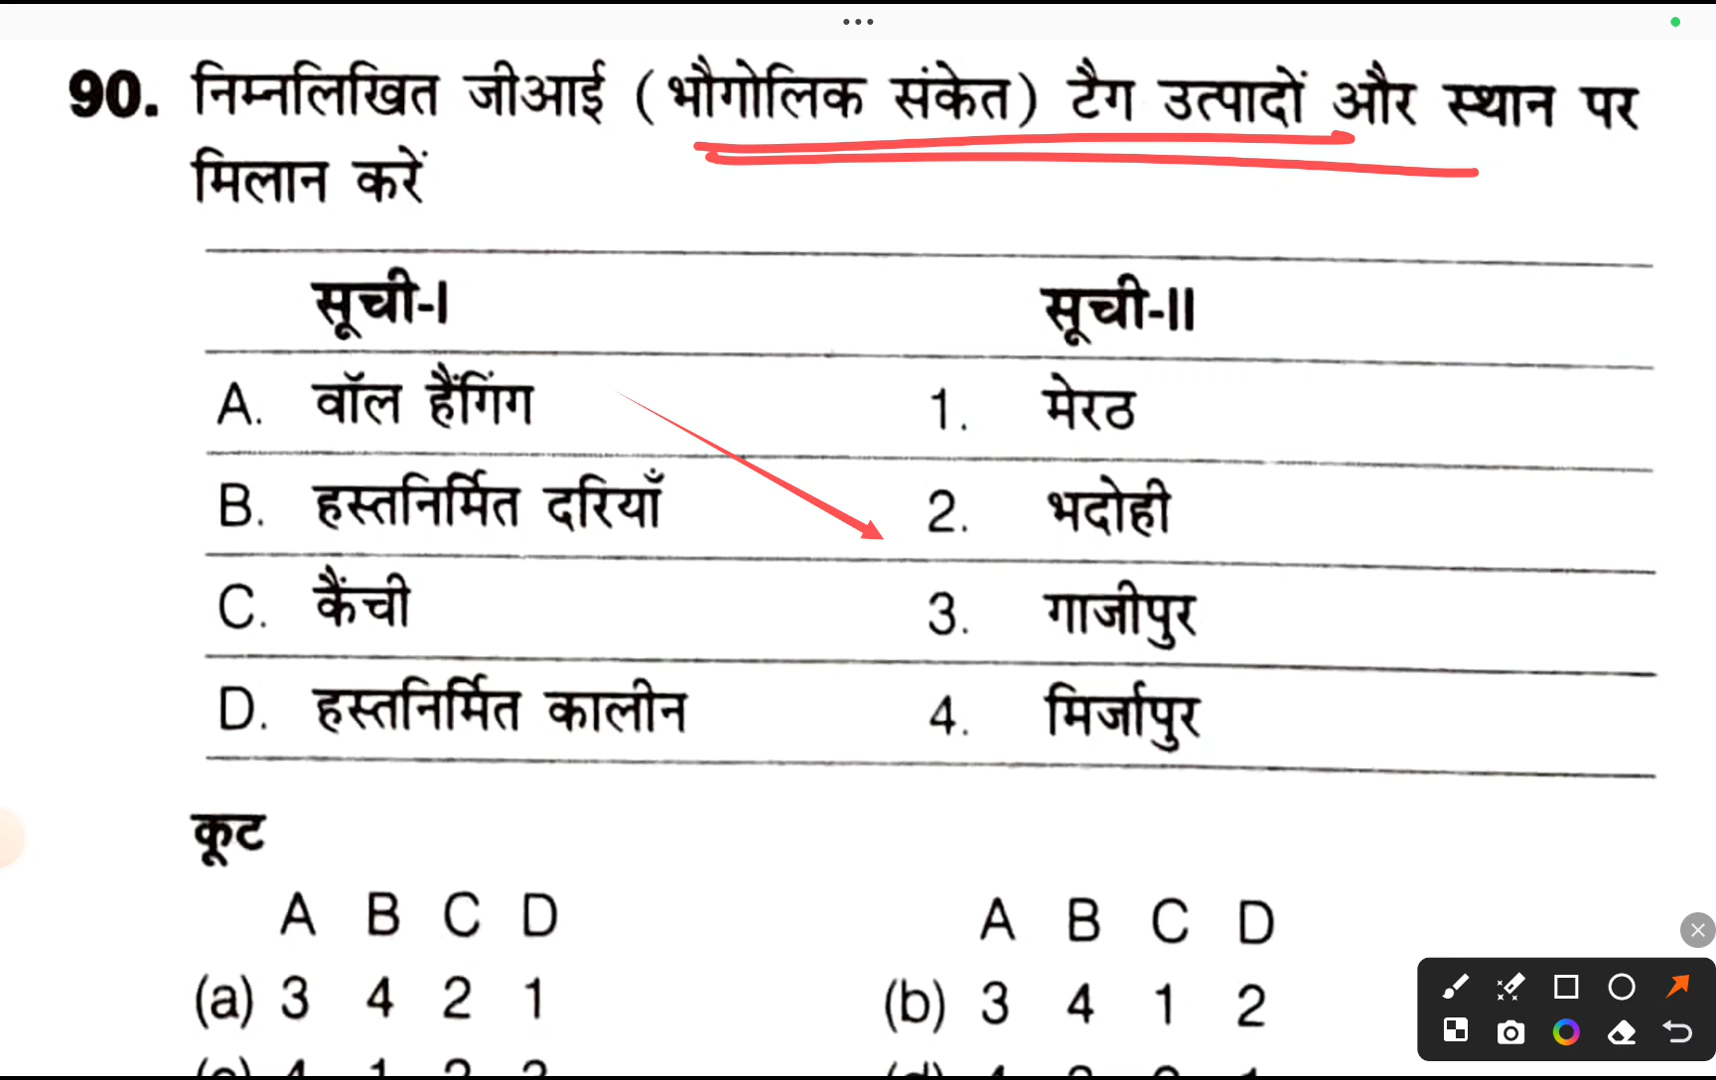 90. निम्नलिखित जीआई (भौगोलिक संकेत) टैग उत्पादों और स्थान पर
मिलान करें
सूची-I सूची-II
A. वॉल हैंगिंग 1. मेरठ
B. हस्तनिर्मित दरियाँ 2. भदोही
C. कैंची 3. गाजीपुर
D. हस्तनिर्मित कालीन 4. मिर्जापुर
कूट
A B C D A B C D
(a) 3 4 2 1 (b) 3 4 1 2